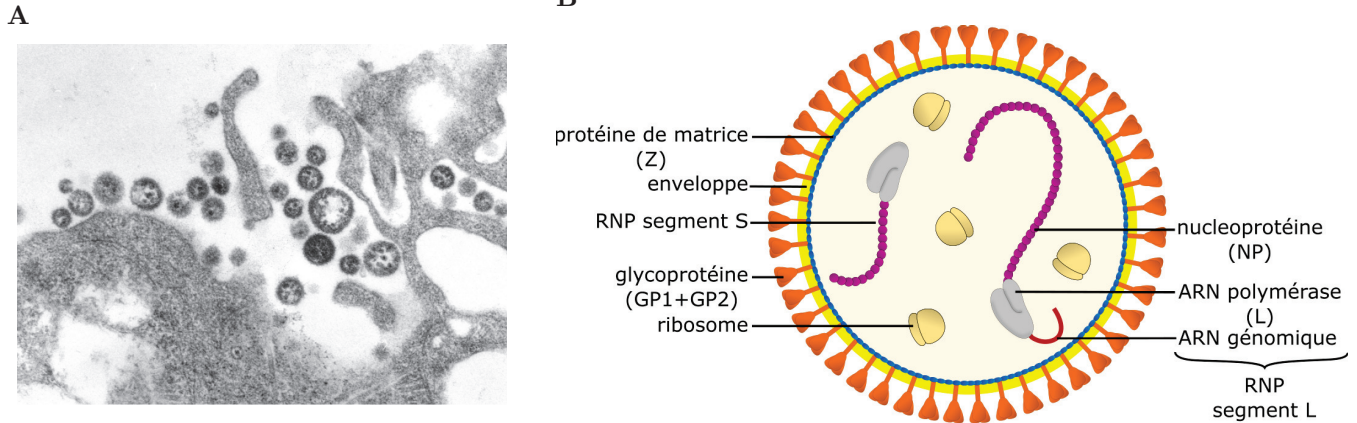 A
B
protéine de matrice
(Z)
enveloppe
RNP segment S
glycoprotéine
(GP1+GP2)
ribosome
nucleoprotéine
(NP)
ARN polymérase
(L)
ARN génomique
RNP
segment L